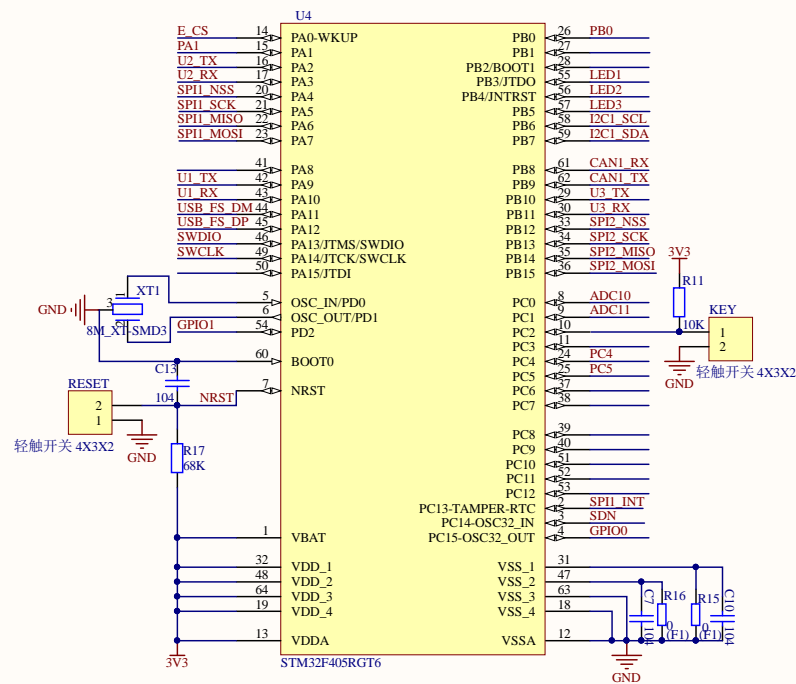 U4
E_CS 14 PA0-WKUP PB0 26 PB0
PA1 15 PA1 PB1 27
U2_TX 16 PA2 PB2/BOOT1 28
U2_RX 17 PA3 PB3/JTDO 55 LED1
SPI1_NSS 20 PA4 PB4/JNTRST 56 LED2
SPI1_SCK 21 PA5 PB5 57 LED3
SPI1_MISO 22 PA6 PB6 58 I2C1_SCL
SPI1_MOSI 23 PA7 PB7 59 I2C1_SDA
41 PA8 PB8 61 CAN1_RX
U1_TX 42 PA9 PB9 62 CAN1_TX
U1_RX 43 PA10 PB10 29 U3_TX
USB_FS_DM 44 PA11 PB11 30 U3_RX
USB_FS_DP 45 PA12 PB12 33 SPI2_NSS
SWDIO 46 PA13/JTMS/SWDIO PB13 34 SPI2_SCK
SWCLK 49 PA14/JTCK/SWCLK PB14 35 SPI2_MISO 3V3
50 PA15/JTDI PB15 36 SPI2_MOSI
R11
1 XT1
3 5 OSC_IN/PD0 PC0 8 ADC10
GND 6 OSC_OUT/PD1 PC1 9 ADC11 KEY
2 8M_XT-SMD3 GPIO1 54 PD2 PC2 10 10K 1
PC3 11 2
60 BOOT0 PC4 24 PC4
C13 PC5 25 PC5 GND 轻触开关 4X3X2
RESET 104 NRST 7 NRST PC6 37
2 PC7 38
1
轻触开关 4X3X2 GND R17 PC8 39
68K PC9 40
PC10 51
PC11 52
PC12 53
PC13-TAMPER-RTC 2 SPI1_INT
PC14-OSC32_IN 3 SDN
1 VBAT PC15-OSC32_OUT 4 GPIO0
32 VDD_1 VSS_1 31
48 VDD_2 VSS_2 47
64 VDD_3 VSS_3 63 C7 R16 R15 C10
19 VDD_4 VSS_4 18 104 0 0 104
(F1) (F1)
13 VDDA VSSA 12
3V3 STM32F405RGT6 GND